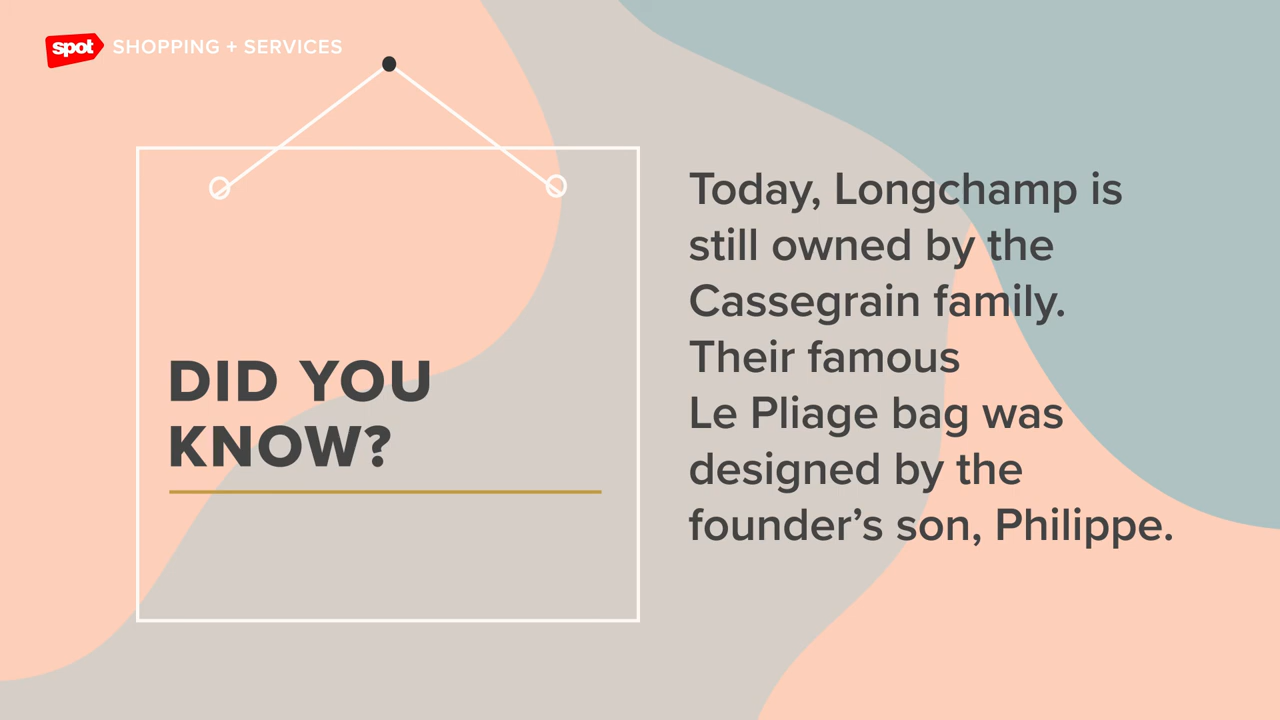 spot SHOPPING + SERVICES
DID YOU
KNOW?
Today, Longchamp is
still owned by the
Cassegrain family.
Their famous
Le Pliage bag was
designed by the
founder’s son, Philippe.